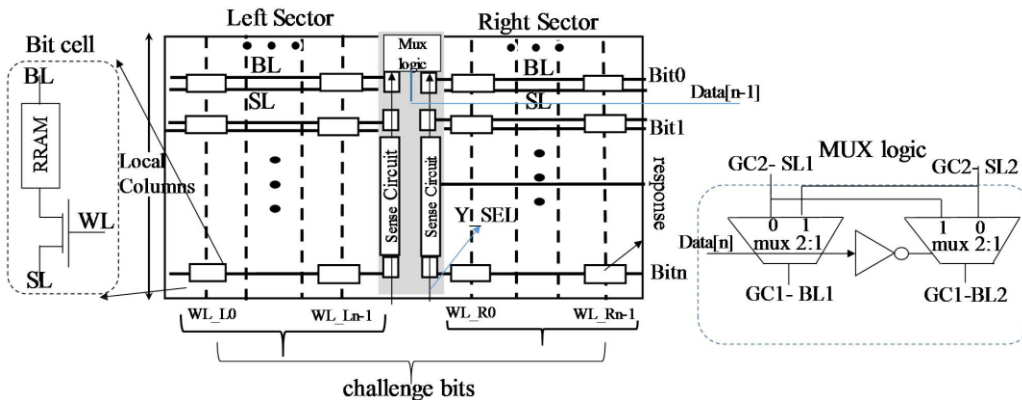 Left Sector
Right Sector
Bit cell
BL
RRAM
WL
SL
Local
Columns
Mux
logic
BL
SL
BL
SL
Bit0
Data[n-1]
Bit1
Sense Circuit
Sense Circuit
response
Y_SEL
Bitn
WL_L0
WL_Ln-1
WL_R0
WL_Rn-1
challenge bits
MUX logic
GC2- SL1
GC2- SL2
0 1
mux 2:1
1 0
mux 2:1
Data[n]
GC1- BL1
GC1-BL2